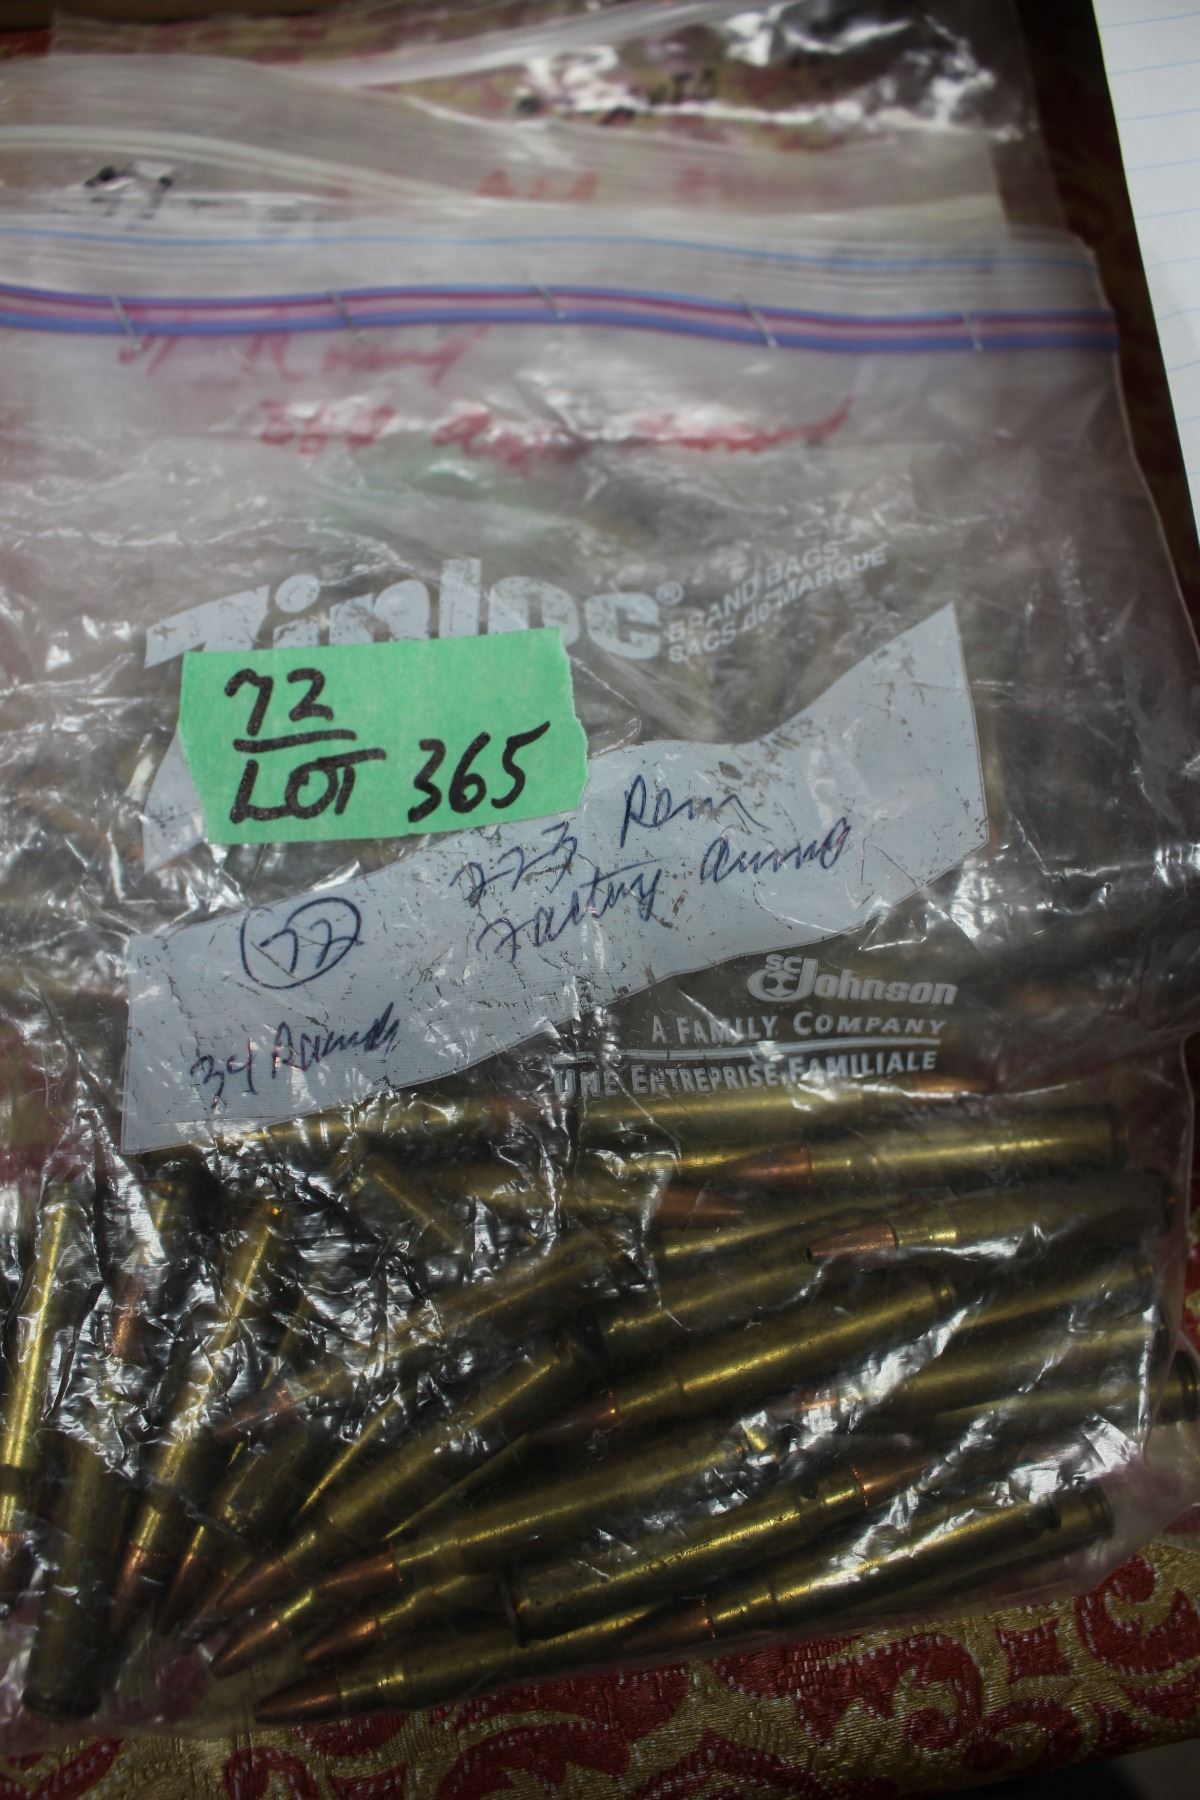 Ziploc®
BRAND BAGS
SACS de MARQUE
72
LOT 365
223 Rem
Factory Ammo
72
34 Rounds
SC Johnson
A FAMILY COMPANY
UNE ENTREPRISE FAMILIALE